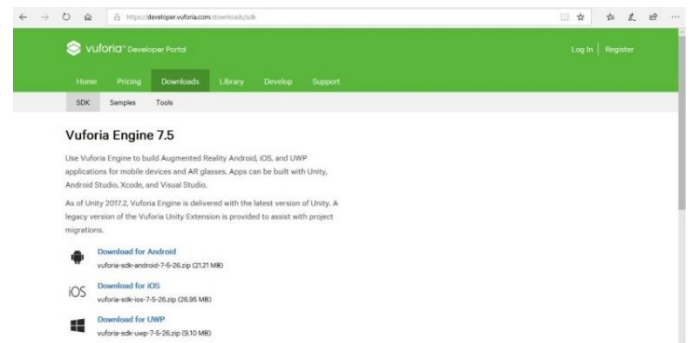 https://developer.vuforia.com/downloads/sdk
vuforia™ Developer Portal
Log In | Register
Home Pricing Downloads Library Develop Support
SDK Samples Tools
Vuforia Engine 7.5
Use Vuforia Engine to build Augmented Reality Android, iOS, and UWP
applications for mobile devices and AR glasses. Apps can be built with Unity,
Android Studio, Xcode, and Visual Studio.
As of Unity 2017.2, Vuforia Engine is delivered with the latest version of Unity. A
legacy version of the Vuforia Unity Extension is provided to assist with project
migrations.
Download for Android
vuforia-sdk-android-7-5-26.zip (21.21 MB)
iOS
Download for iOS
vuforia-sdk-ios-7-5-26.zip (26.95 MB)
Download for UWP
vuforia-sdk-uwp-7-5-26.zip (9.10 MB)